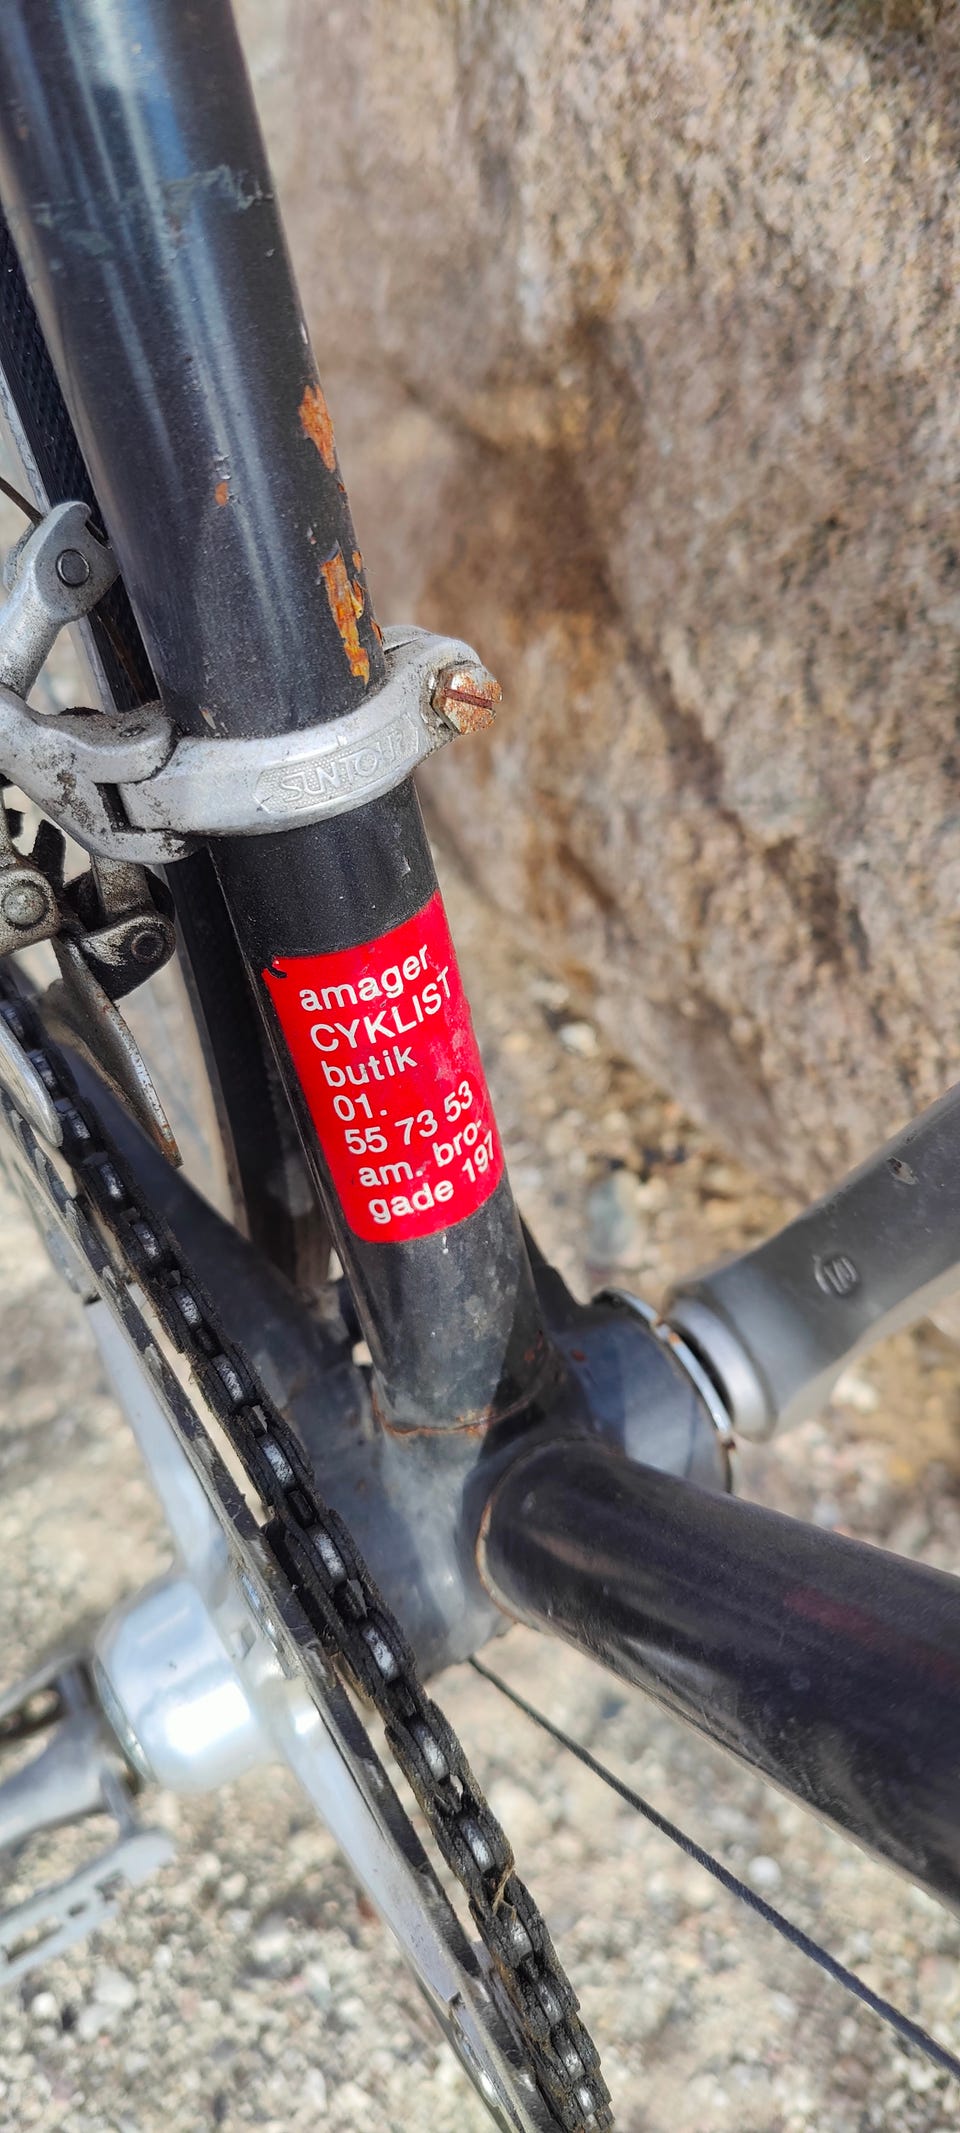 SUNTOUR
amager
CYKLIST
butik
01.
55 73 53
am. bro-
gade 197